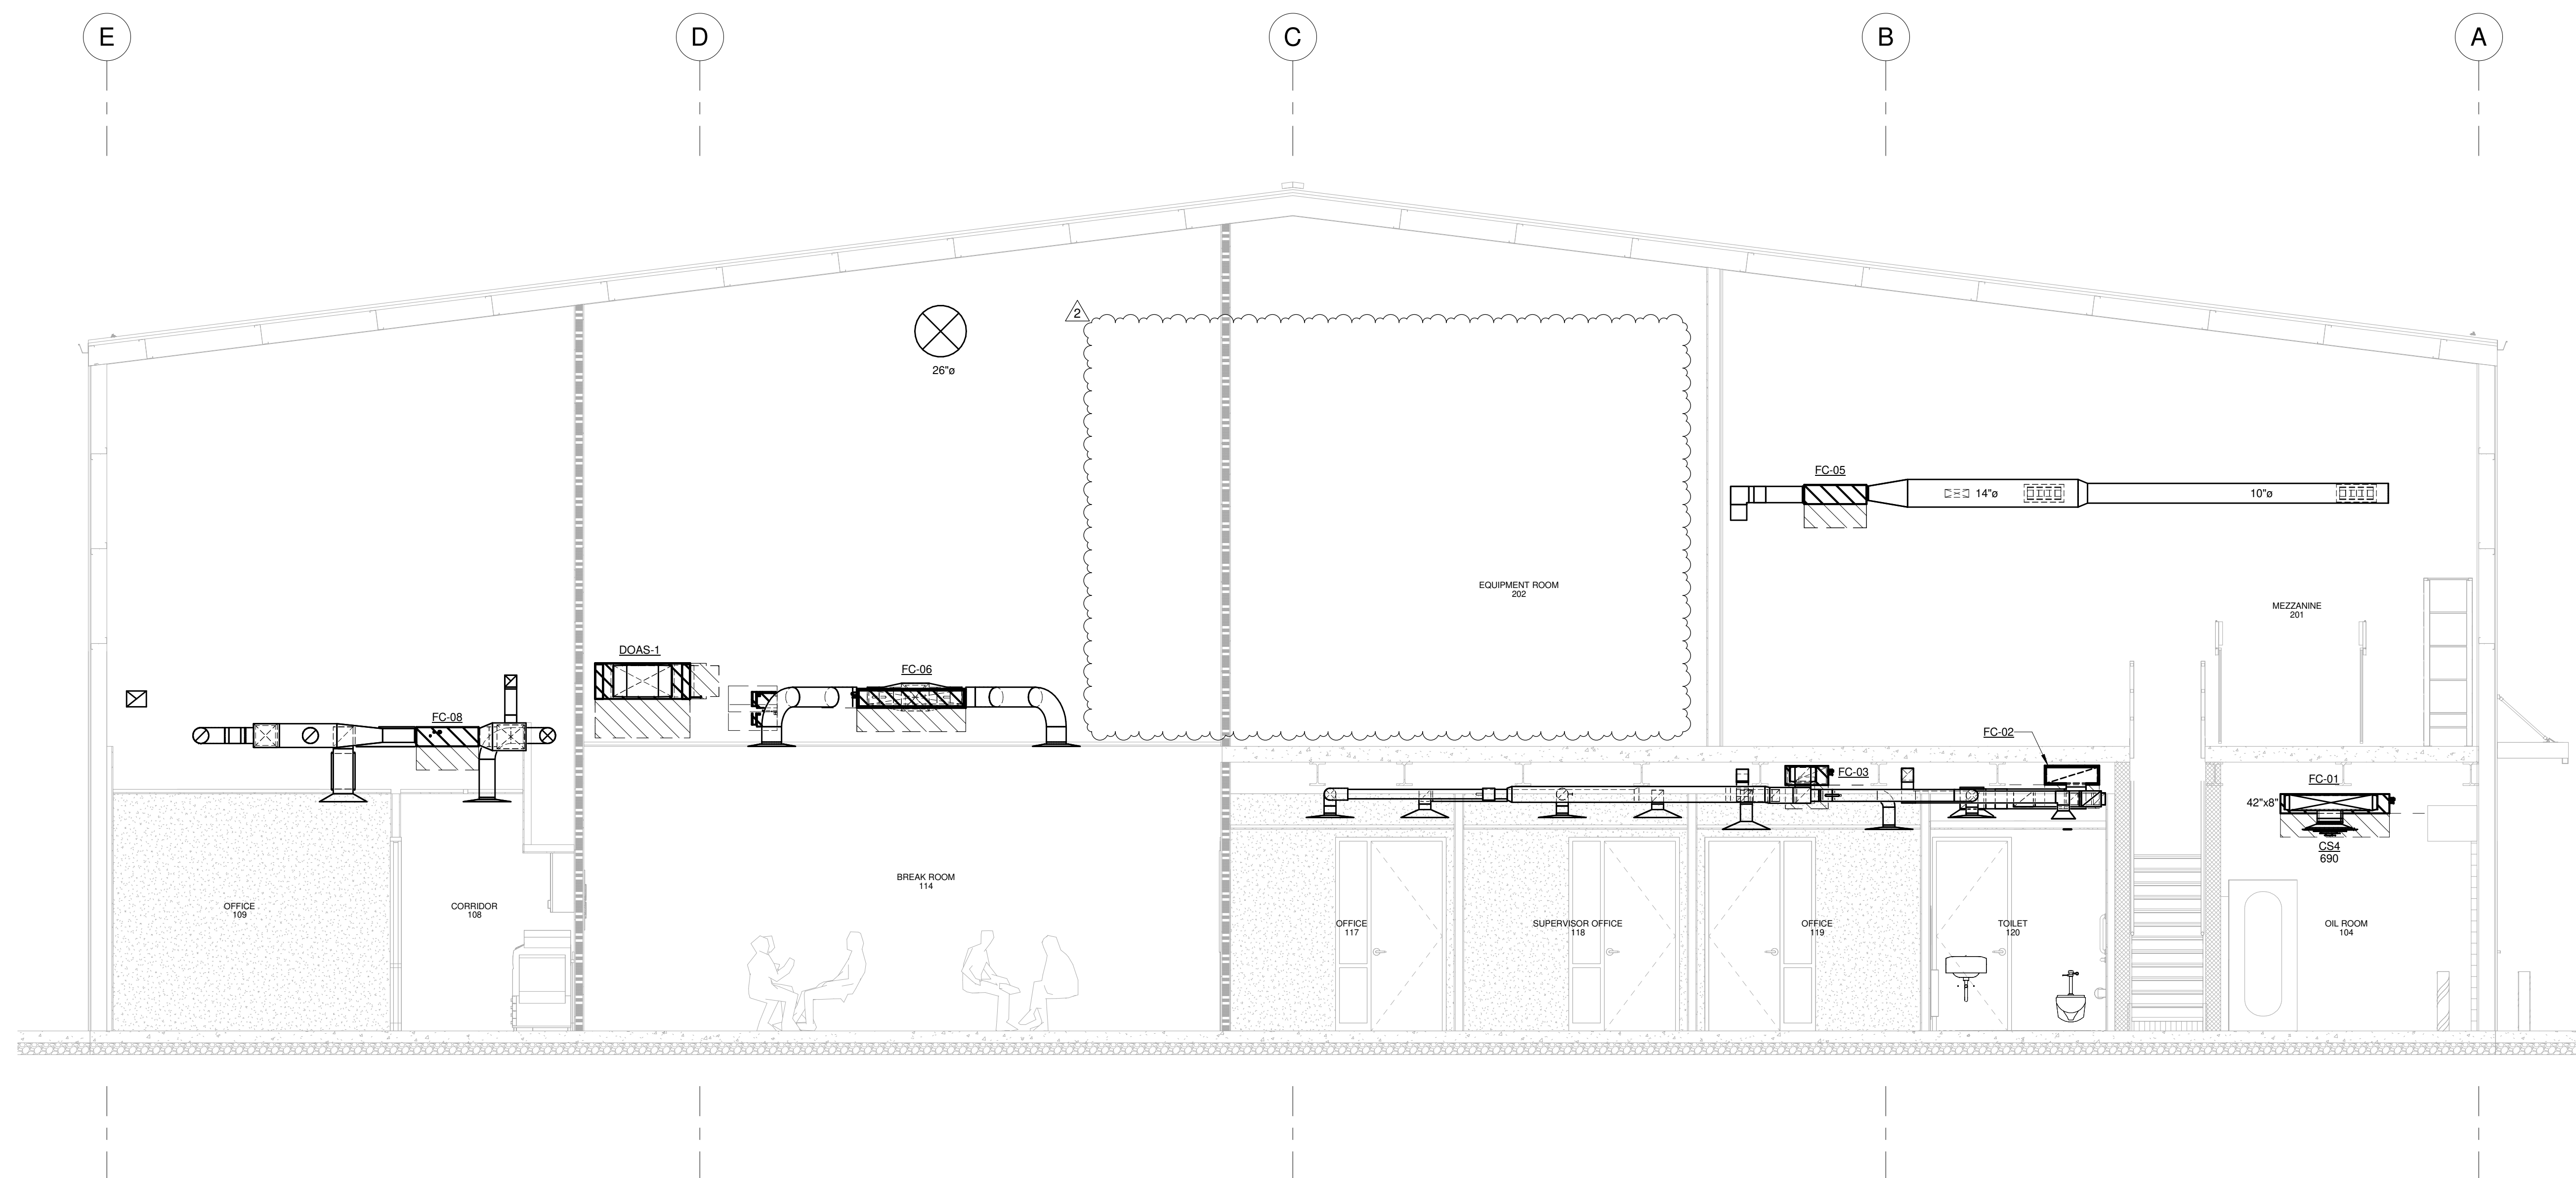 E
D
C
B
A
2
26"ø
FC-05
14"ø
10"ø
EQUIPMENT ROOM
202
MEZZANINE
201
DOAS-1
FC-06
FC-08
FC-02
FC-03
FC-01
42"x8"
CS4
690
BREAK ROOM
114
OFFICE
109
CORRIDOR
108
OFFICE
117
SUPERVISOR OFFICE
118
OFFICE
119
TOILET
120
OIL ROOM
104